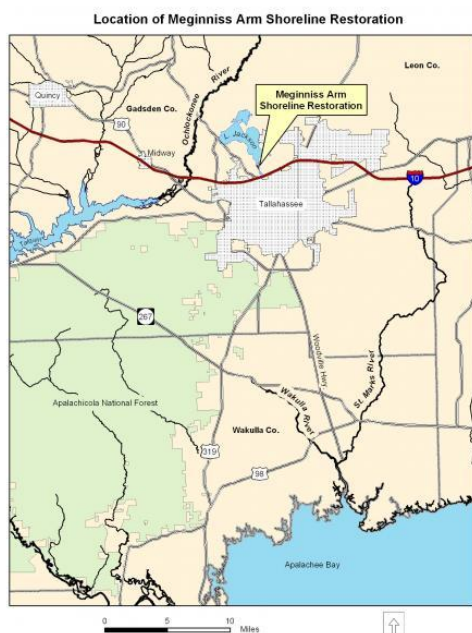 Location of Meginniss Arm Shoreline Restoration
Leon Co.
Meginniss Arm
Shoreline Restoration
Quincy
Gadsden Co.
Ochlockonee
River
90
L. Jackson
Midway
10
Tallahassee
267
Woodville Hwy.
St. Marks River
Wakulla River
Apalachicola National Forest
Wakulla Co.
319
98
Apalachee Bay
0 5 10
Miles